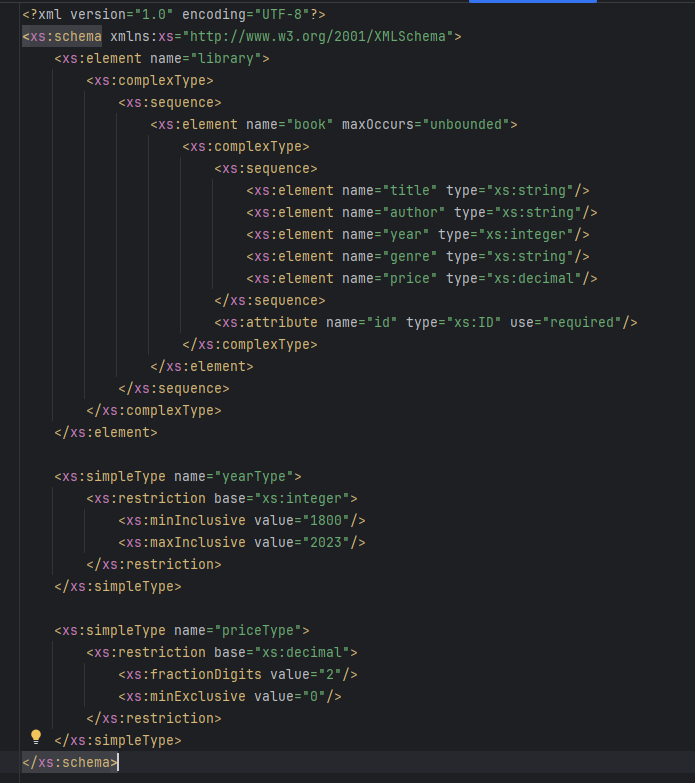 <?xml version="1.0" encoding="UTF-8"?>
<xs:schema xmlns:xs="http://www.w3.org/2001/XMLSchema">
    <xs:element name="library">
        <xs:complexType>
            <xs:sequence>
                <xs:element name="book" maxOccurs="unbounded">
                    <xs:complexType>
                        <xs:sequence>
                            <xs:element name="title" type="xs:string"/>
                            <xs:element name="author" type="xs:string"/>
                            <xs:element name="year" type="xs:integer"/>
                            <xs:element name="genre" type="xs:string"/>
                            <xs:element name="price" type="xs:decimal"/>
                        </xs:sequence>
                        <xs:attribute name="id" type="xs:ID" use="required"/>
                    </xs:complexType>
                </xs:element>
            </xs:sequence>
        </xs:complexType>
    </xs:element>

    <xs:simpleType name="yearType">
        <xs:restriction base="xs:integer">
            <xs:minInclusive value="1800"/>
            <xs:maxInclusive value="2023"/>
        </xs:restriction>
    </xs:simpleType>

    <xs:simpleType name="priceType">
        <xs:restriction base="xs:decimal">
            <xs:fractionDigits value="2"/>
            <xs:minExclusive value="0"/>
        </xs:restriction>
    </xs:simpleType>
</xs:schema>